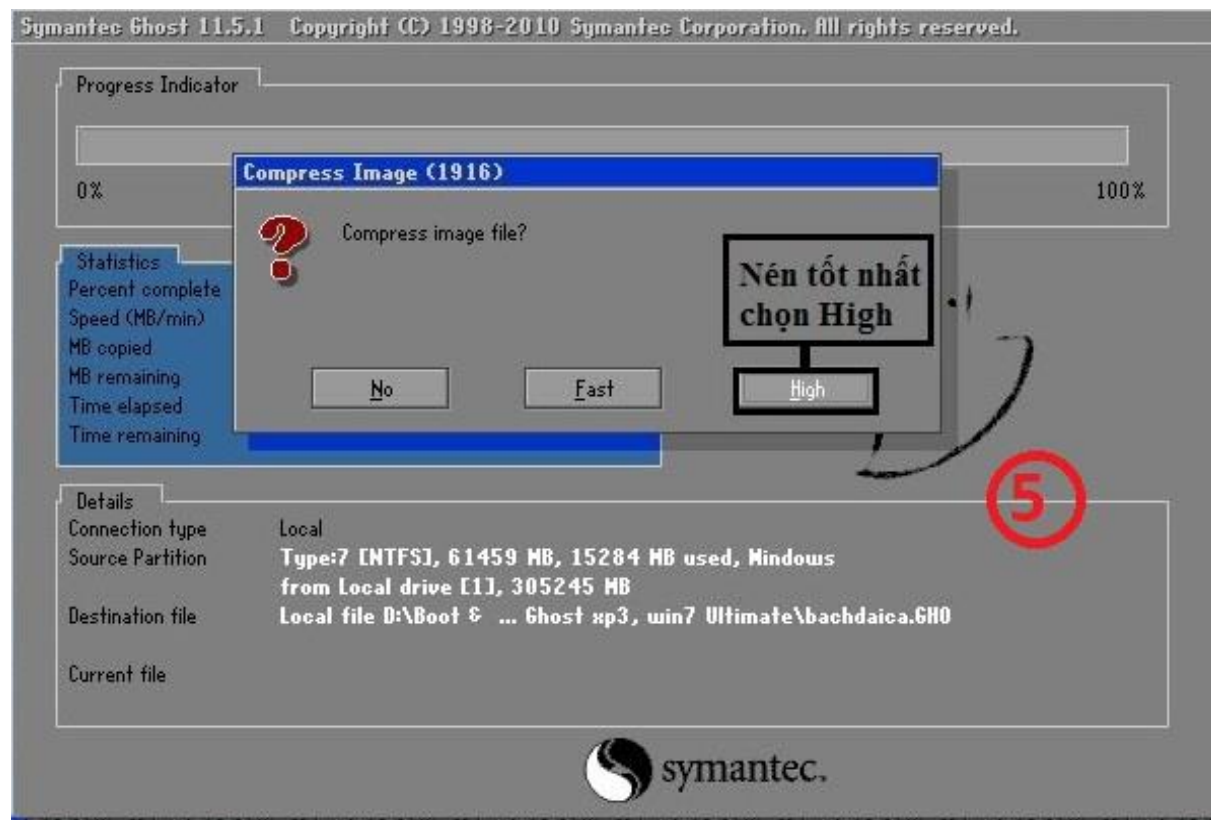 Symantec Ghost 11.5.1 Copyright (C) 1998-2010 Symantec Corporation. All rights reserved.
Progress Indicator
0%
100%
Compress Image (1916)
Compress image file?
Nén tốt nhất
chọn High
No
Fast
High
Statistics
Percent complete
Speed (MB/min)
MB copied
MB remaining
Time elapsed
Time remaining
5
Details
Connection type Local
Source Partition Type:7 [NTFS], 61459 MB, 15284 MB used, Windows
from Local drive [1], 305245 MB
Destination file Local file D:\Boot & ... Ghost xp3, win7 Ultimate\bachdaica.GHO
Current file
symantec.